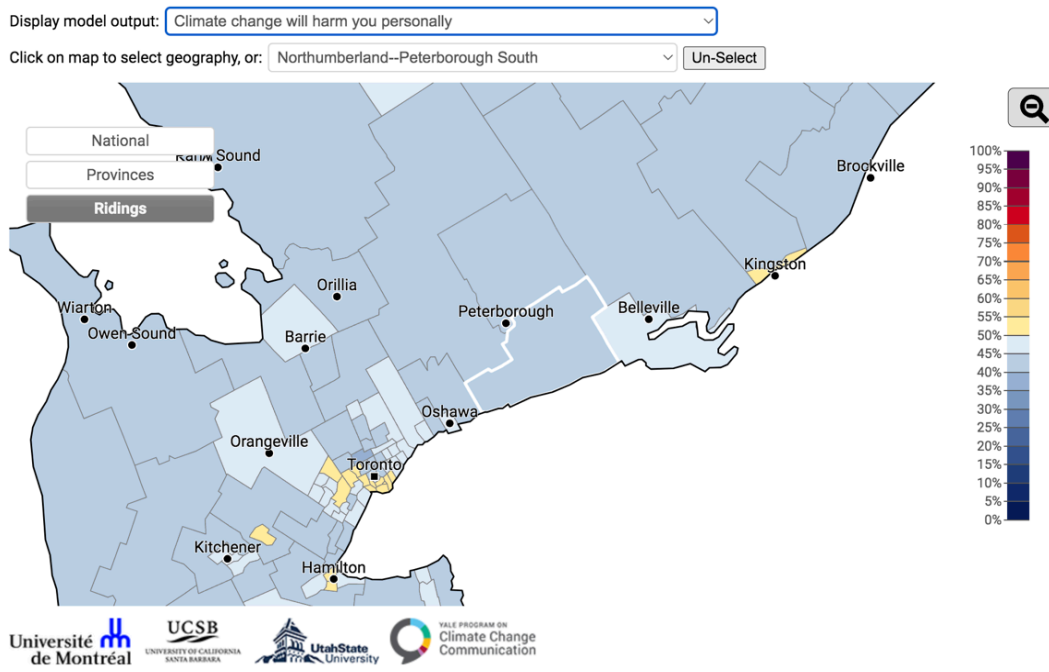 Display model output: Climate change will harm you personally
Click on map to select geography, or: Northumberland--Peterborough South Un-Select
National
Provinces
Ridings
Sound
Brockville
Kingston
Orillia
Wiarton
Owen Sound
Barrie
Peterborough
Belleville
Oshawa
Orangeville
Toronto
Kitchener
Hamilton
100%
95%
90%
85%
80%
75%
70%
65%
60%
55%
50%
45%
40%
35%
30%
25%
20%
15%
10%
5%
0%
Université
de Montréal
UCSB
UNIVERSITY OF CALIFORNIA
SANTA BARBARA
UtahState
University
YALE PROGRAM ON
Climate Change
Communication